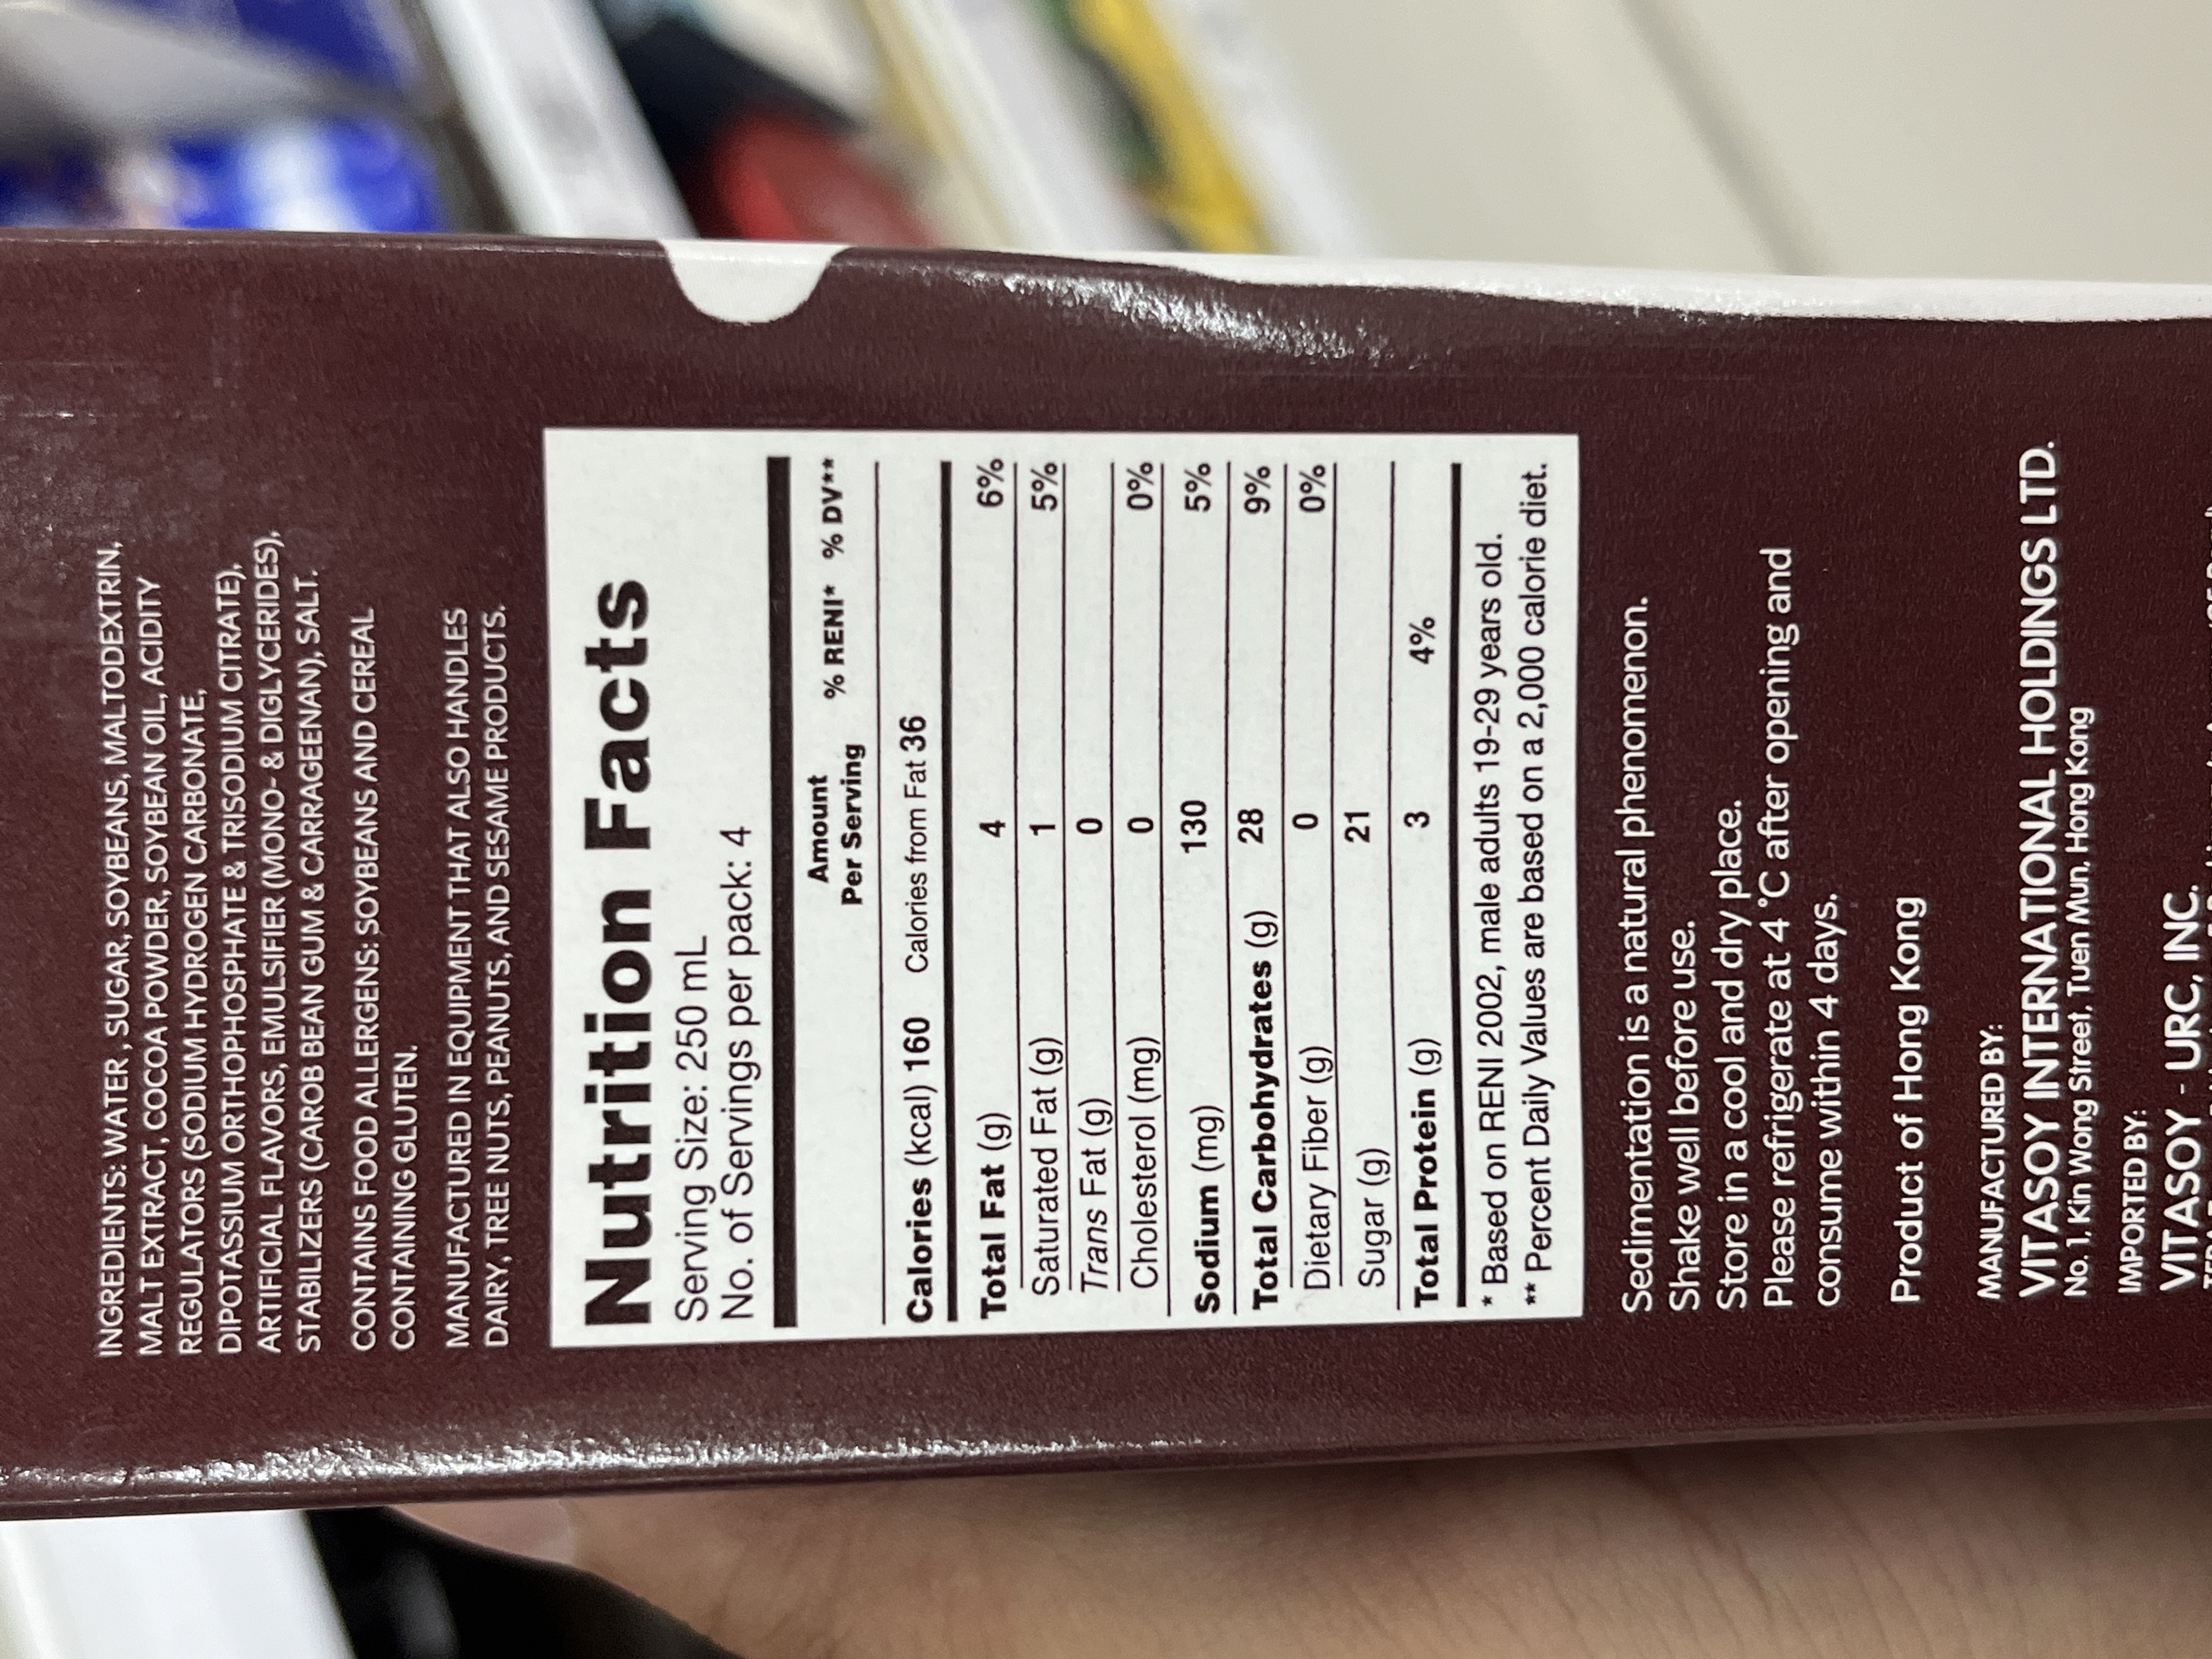 INGREDIENTS: WATER , SUGAR, SOYBEANS, MALTODEXTRIN,
MALT EXTRACT, COCOA POWDER, SOYBEAN OIL, ACIDITY
REGULATORS (SODIUM HYDROGEN CARBONATE,
DIPOTASSIUM ORTHOPHOSPHATE & TRISODIUM CITRATE),
ARTIFICIAL FLAVORS, EMULSIFIER (MONO- & DIGLYCERIDES),
STABILIZERS (CAROB BEAN GUM & CARRAGEENAN), SALT.
CONTAINS FOOD ALLERGENS: SOYBEANS AND CEREAL
CONTAINING GLUTEN.
MANUFACTURED IN EQUIPMENT THAT ALSO HANDLES
DAIRY, TREE NUTS, PEANUTS, AND SESAME PRODUCTS.
Nutrition Facts
Serving Size: 250 mL
No. of Servings per pack: 4
Amount
Per Serving % RENI* % DV**
Calories (kcal) 160 Calories from Fat 36
Total Fat (g) 4 6%
Saturated Fat (g) 1 5%
Trans Fat (g) 0
Cholesterol (mg) 0 0%
Sodium (mg) 130 5%
Total Carbohydrates (g) 28 9%
Dietary Fiber (g) 0 0%
Sugar (g) 21
Total Protein (g) 3 4%
* Based on RENI 2002, male adults 19-29 years old.
** Percent Daily Values are based on a 2,000 calorie diet.
Sedimentation is a natural phenomenon.
Shake well before use.
Store in a cool and dry place.
Please refrigerate at 4 °C after opening and
consume within 4 days.
Product of Hong Kong
MANUFACTURED BY:
VITASOY INTERNATIONAL HOLDINGS LTD.
No. 1, Kin Wong Street, Tuen Mun, Hong Kong
IMPORTED BY:
VITASOY - URC, INC.